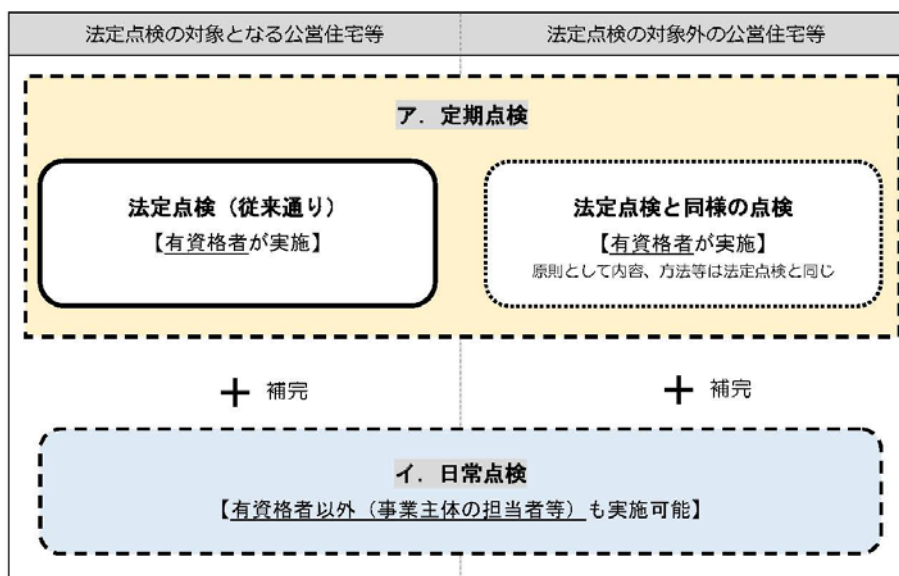 法定点検の対象となる公営住宅等
法定点検の対象外の公営住宅等
ア．定期点検
法定点検（従来通り）
【有資格者が実施】
法定点検と同様の点検
【有資格者が実施】
原則として内容、方法等は法定点検と同じ
＋ 補完
＋ 補完
イ．日常点検
【有資格者以外（事業主体の担当者等）も実施可能】